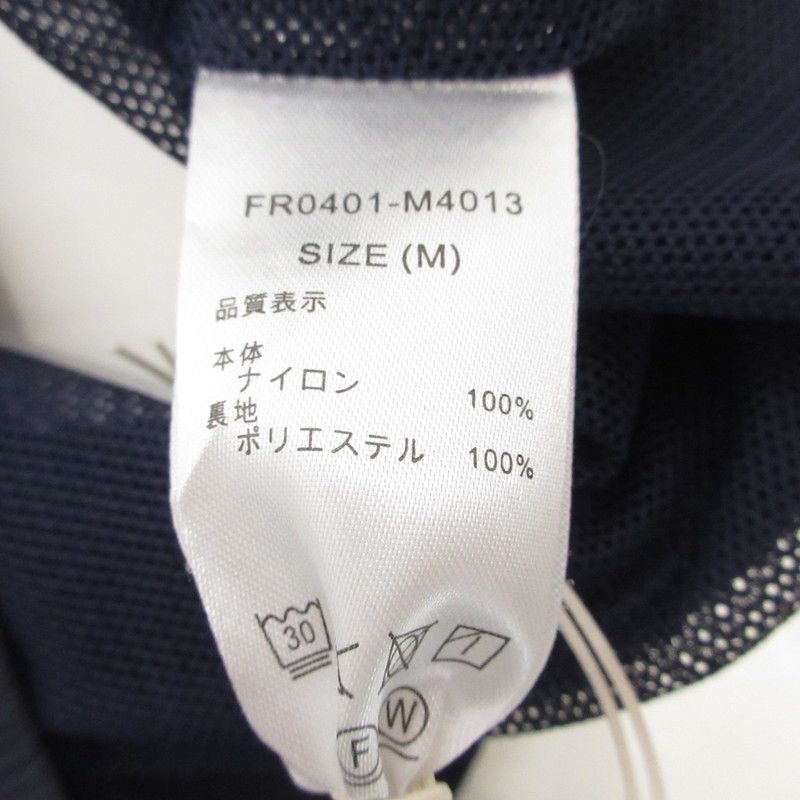 FR0401-M4013
SIZE (M)
品質表示
本体
ナイロン 100%
裏地
ポリエステル 100%
30
W
F